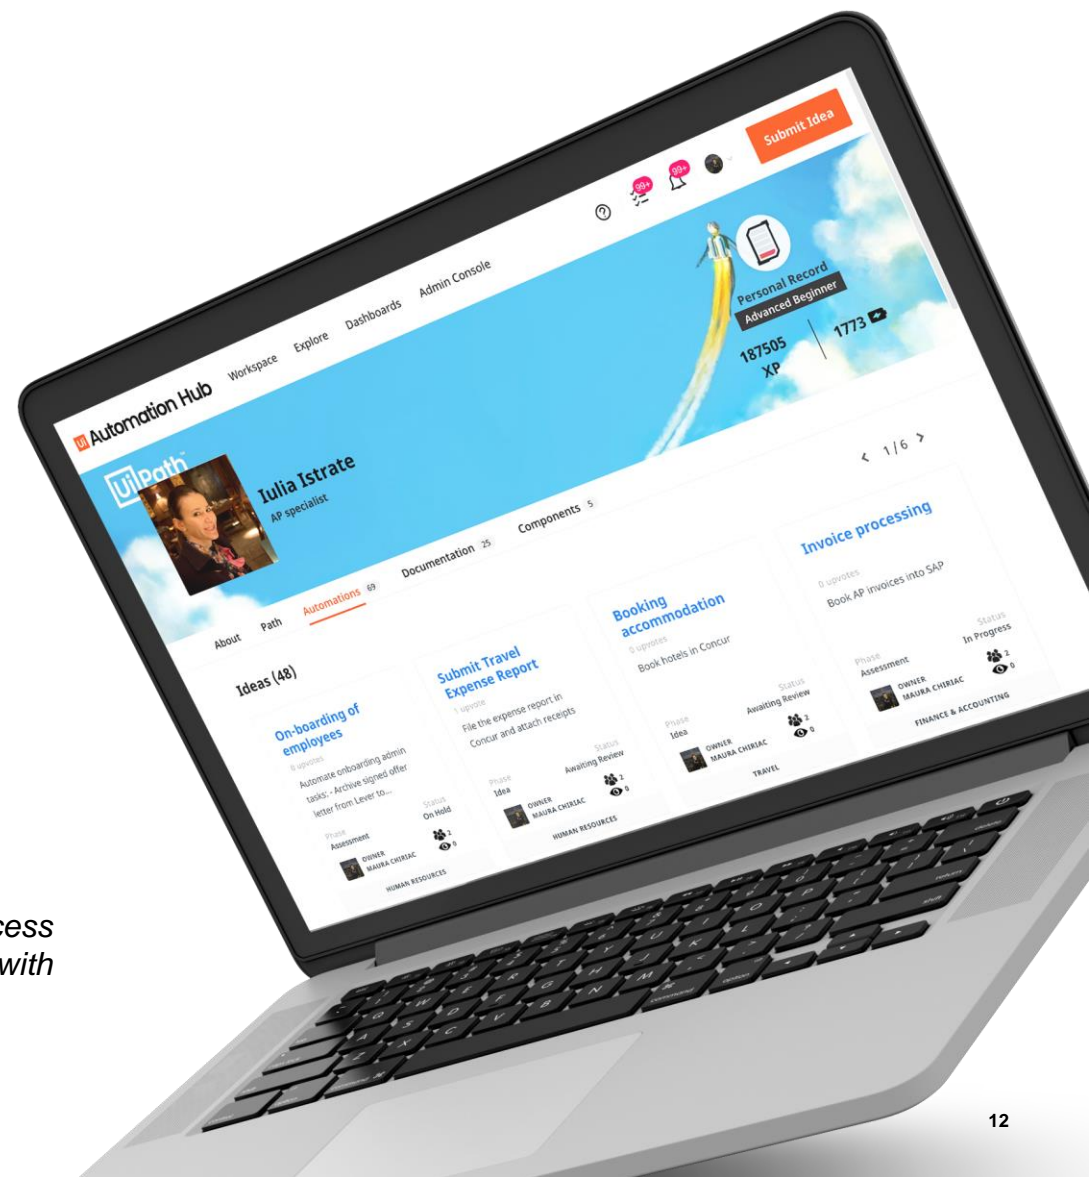 Submit Idea
99+
99+
Automation Hub
Workspace
Explore
Dashboards
Admin Console
UiPath
Iulia Istrate
AP specialist
Personal Record
Advanced Beginner
187505
XP
1773
About
Path
Automations 69
Documentation 25
Components 5
1 / 6
Ideas (48)
On-boarding of
employees
0 upvotes
Automate onboarding admin
tasks: - Archive signed offer
letter from Lever to...
Phase
Assessment
Status
On Hold
OWNER
MAURA CHIRIAC
2
0
HUMAN RESOURCES
Submit Travel
Expense Report
1 upvote
File the expense report in
Concur and attach receipts
Phase
Idea
Status
Awaiting Review
OWNER
MAURA CHIRIAC
2
0
HUMAN RESOURCES
Booking
accommodation
0 upvotes
Book hotels in Concur
Phase
Idea
Status
Awaiting Review
OWNER
MAURA CHIRIAC
2
0
TRAVEL
Invoice processing
0 upvotes
Book AP invoices into SAP
Phase
Assessment
Status
In Progress
OWNER
MAURA CHIRIAC
2
0
FINANCE & ACCOUNTING
with
delete
return
shift
command
option
command
12